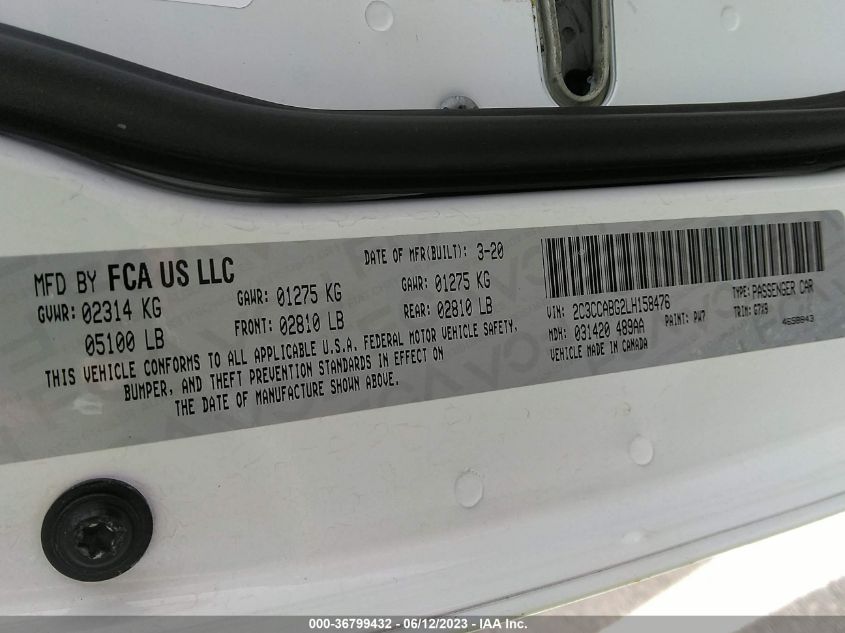 DATE OF MFR(BUILT): 3-20
MFD BY FCA US LLC
GVWR: 02314 KG
05100 LB
GAWR: 01275 KG
FRONT: 02810 LB
GAWR: 01275 KG
REAR: 02810 LB
THIS VEHICLE CONFORMS TO ALL APPLICABLE U.S.A. FEDERAL MOTOR VEHICLE SAFETY,
BUMPER, AND THEFT PREVENTION STANDARDS IN EFFECT ON
THE DATE OF MANUFACTURE SHOWN ABOVE.
VIN: 2C3CCABG2LH158476
TYPE: PASSENGER CAR
MDH: 031420 489AA
PAINT: PW7
TRIM: G7X9
VEHICLE MADE IN CANADA
000-36799432 - 06/12/2023 - IAA Inc.